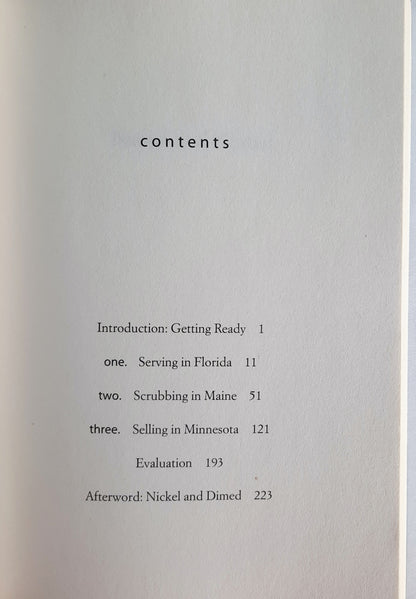 contents
Introduction: Getting Ready 1
one. Serving in Florida 11
two. Scrubbing in Maine 51
three. Selling in Minnesota 121
Evaluation 193
Afterword: Nickel and Dimed 223